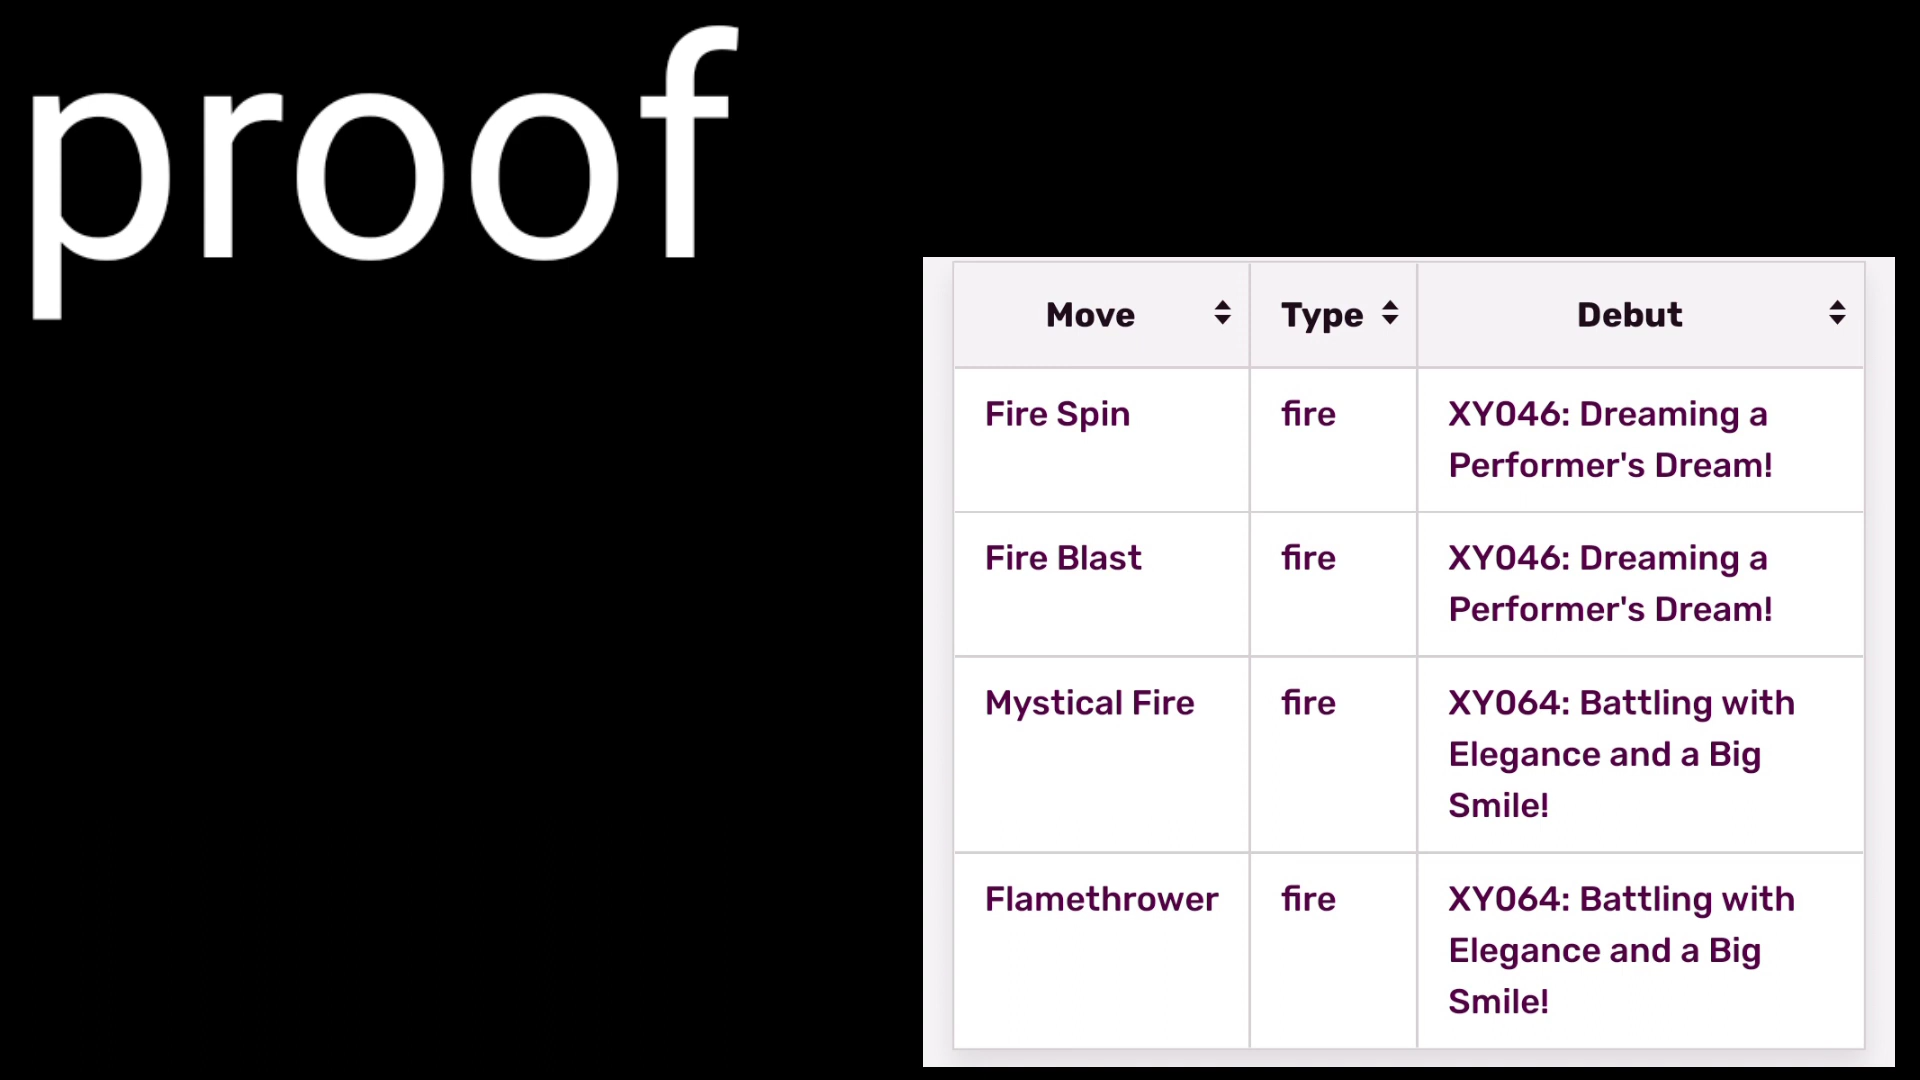 proof
Move Type Debut
Fire Spin fire XY046: Dreaming a
Performer's Dream!
Fire Blast fire XY046: Dreaming a
Performer's Dream!
Mystical Fire fire XY064: Battling with
Elegance and a Big
Smile!
Flamethrower fire XY064: Battling with
Elegance and a Big
Smile!